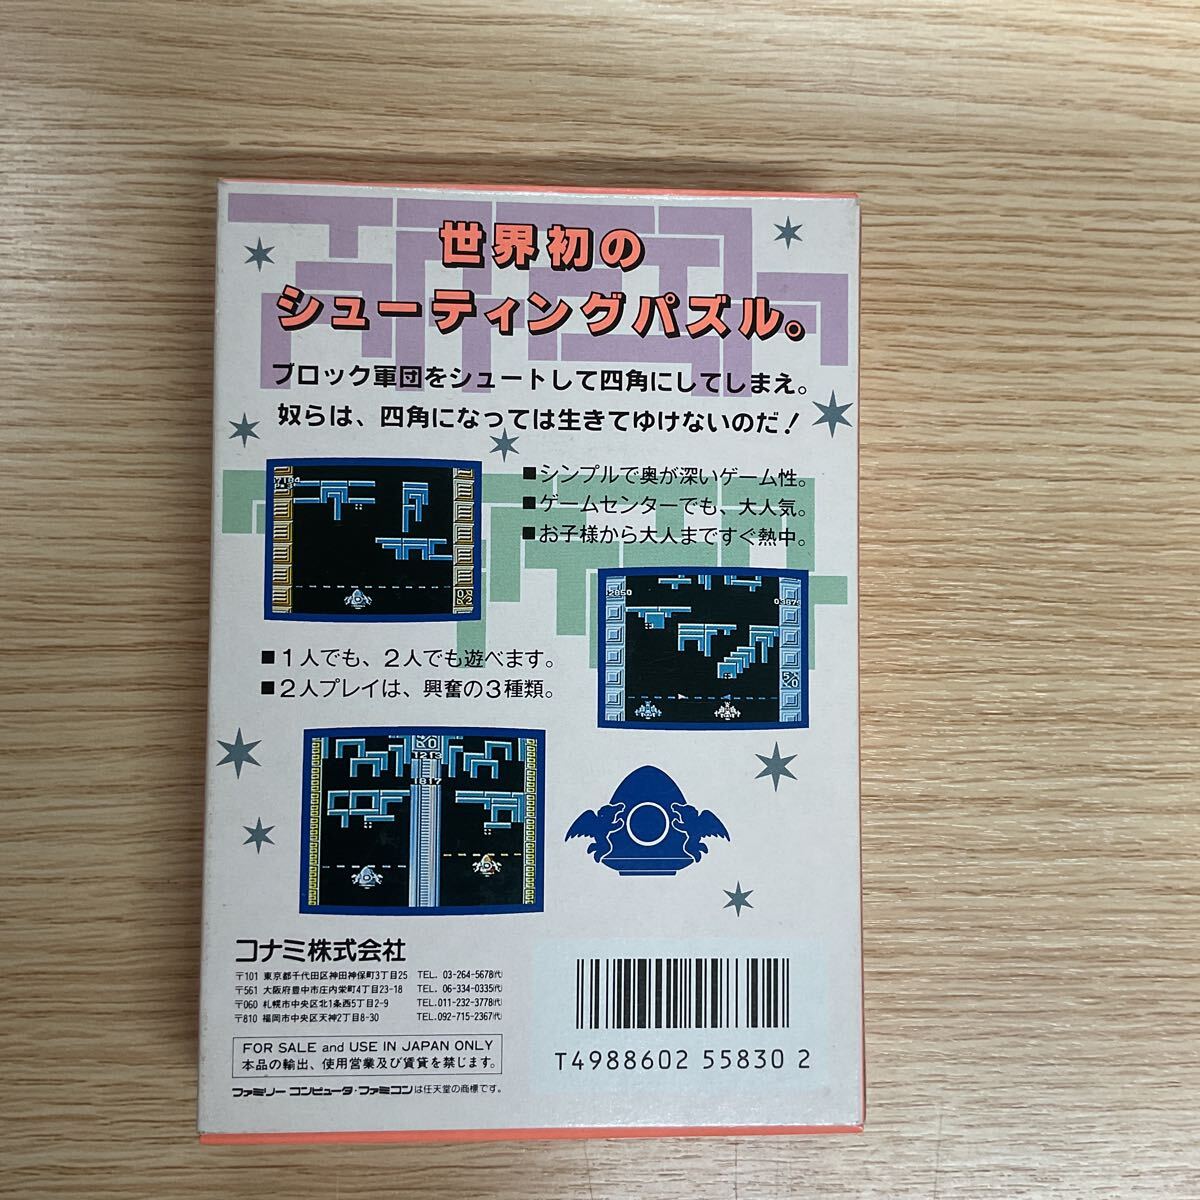 世界初の
シューティングパズル。
ブロック軍団をシュートして四角にしてしまえ。
奴らは、四角になっては生きてゆけないのだ！
■シンプルで奥が深いゲーム性。
■ゲームセンターでも、大人気。
■お子様から大人まですぐ熱中。
2850
■1人でも、2人でも遊べます。
■2人プレイは、興奮の3種類。
1213
1817
コナミ株式会社
〒101 東京都千代田区神田神保町3丁目25 TEL. 03-264-5678(代)
〒561 大阪府豊中市庄内栄町4丁目23-18 TEL. 06-334-0335(代)
〒060 札幌市中央区北1条西5丁目2-9 TEL.011-232-3778(代)
〒810 福岡市中央区天神2丁目8-30 TEL.092-715-2367(代)
FOR SALE and USE IN JAPAN ONLY
本品の輸出、使用営業及び賃貸を禁じます。
ファミリーコンピュータ・ファミコンは任天堂の商標です。
T4988602 55830 2